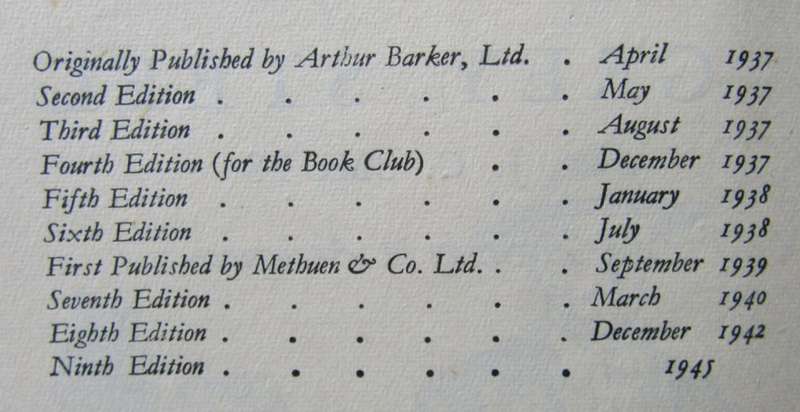 Originally Published by Arthur Barker, Ltd. . April 1937
Second Edition . . . . . . May 1937
Third Edition . . . . . August 1937
Fourth Edition (for the Book Club) . . December 1937
Fifth Edition . . . . . . January 1938
Sixth Edition . . . . . . July 1938
First Published by Methuen & Co. Ltd. . . September 1939
Seventh Edition . . . . . . March 1940
Eighth Edition . . . . . . December 1942
Ninth Edition . . . . . . 1945